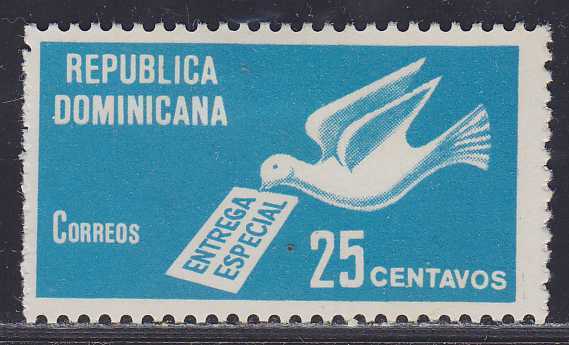 REPUBLICA
DOMINICANA
CORREOS
ENTREGA
ESPECIAL
25 CENTAVOS